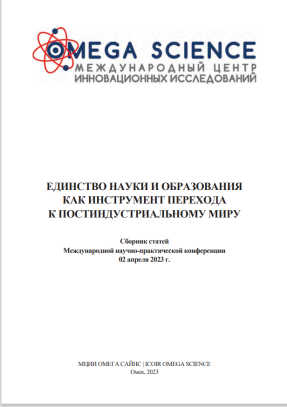 OMEGA SCIENCE
МЕЖДУНАРОДНЫЙ ЦЕНТР
ИННОВАЦИОННЫХ ИССЛЕДОВАНИЙ
ЕДИНСТВО НАУКИ И ОБРАЗОВАНИЯ
КАК ИНСТРУМЕНТ ПЕРЕХОДА
К ПОСТИНДУСТРИАЛЬНОМУ МИРУ
Сборник статей
Международной научно-практической конференции
02 апреля 2023 г.
МЦИИ ОМЕГА САЙНС | ICOIR OMEGA SCIENCE
Омск, 2023